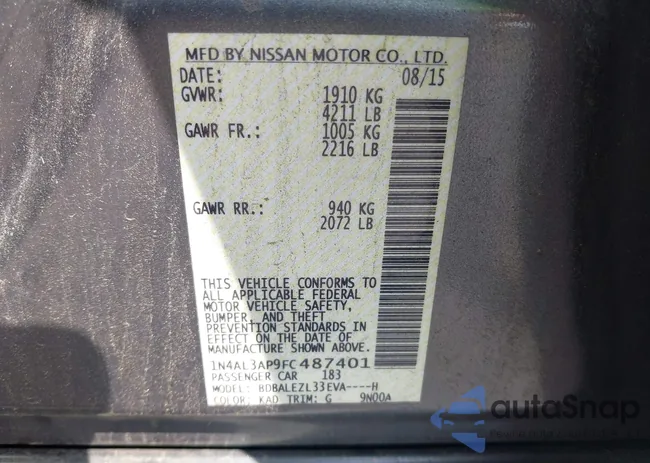 MFD BY NISSAN MOTOR CO., LTD.
DATE: 08/15
GVWR: 1910 KG
4211 LB
GAWR FR.: 1005 KG
2216 LB
GAWR RR.: 940 KG
2072 LB
THIS VEHICLE CONFORMS TO
ALL APPLICABLE FEDERAL
MOTOR VEHICLE SAFETY,
BUMPER, AND THEFT
PREVENTION STANDARDS IN
EFFECT ON THE DATE OF
MANUFACTURE SHOWN ABOVE.
1N4AL3AP9FC487401
PASSENGER CAR 183
MODEL: BDBALEZL33EVA----H
COLOR: KAD TRIM: G 9N00A
autoSnap